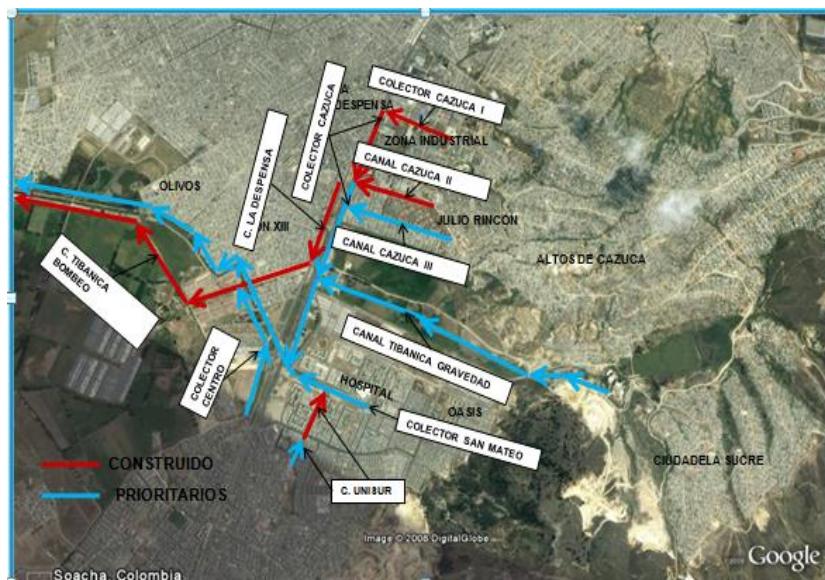 COLECTOR CAZUCA I
DESPENSA
ZONA INDUSTRIAL
COLECTOR CAZUCA
C. LA DESPENSA
CANAL CAZUCA II
OLIVOS
JULIO RINCON
XIII
CANAL CAZUCA III
ALTOS DE CAZUCA
C. TIBANICA
BOMBEO
CANAL TIBANICA GRAVEDAD
COLECTOR
CENTRO
HOSPITAL
OASIS
COLECTOR SAN MATEO
CONSTRUIDO
CIUDADELA SUCRE
PRIORITARIOS
C. UNISUR
Image © 2008 DigitalGlobe
Google
Soacha, Colombia